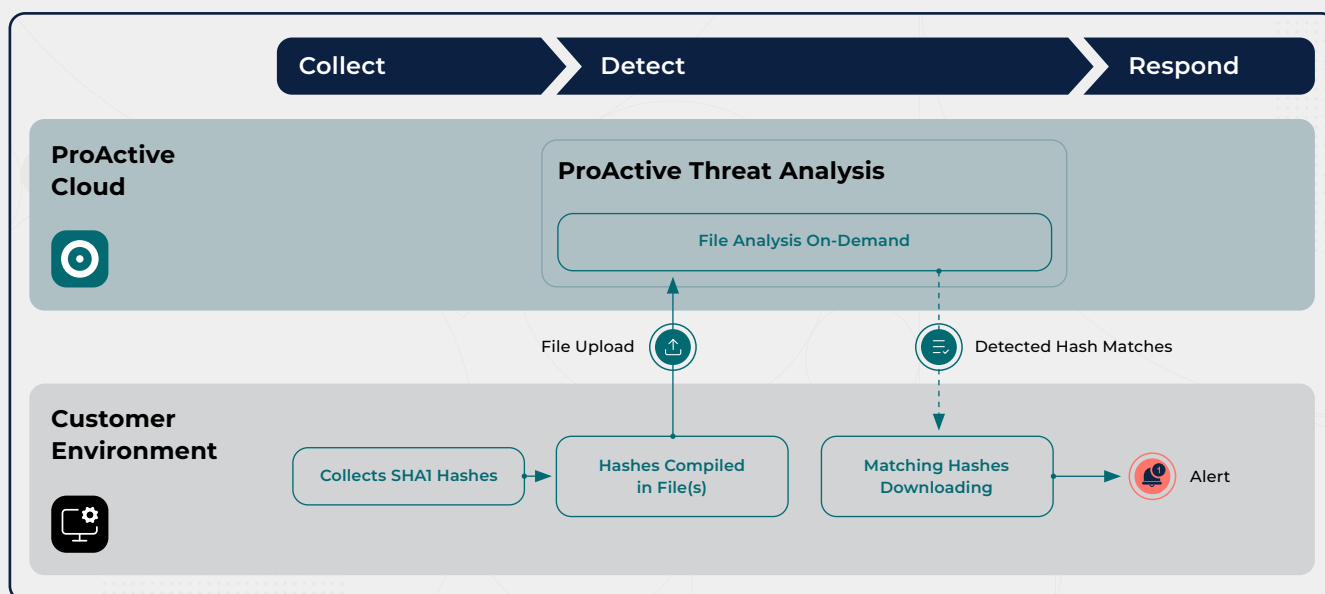 Collect
Detect
Respond
ProActive
Cloud
ProActive Threat Analysis
File Analysis On-Demand
File Upload
Detected Hash Matches
Customer
Environment
Collects SHA1 Hashes
Hashes Compiled
in File(s)
Matching Hashes
Downloading
1
Alert